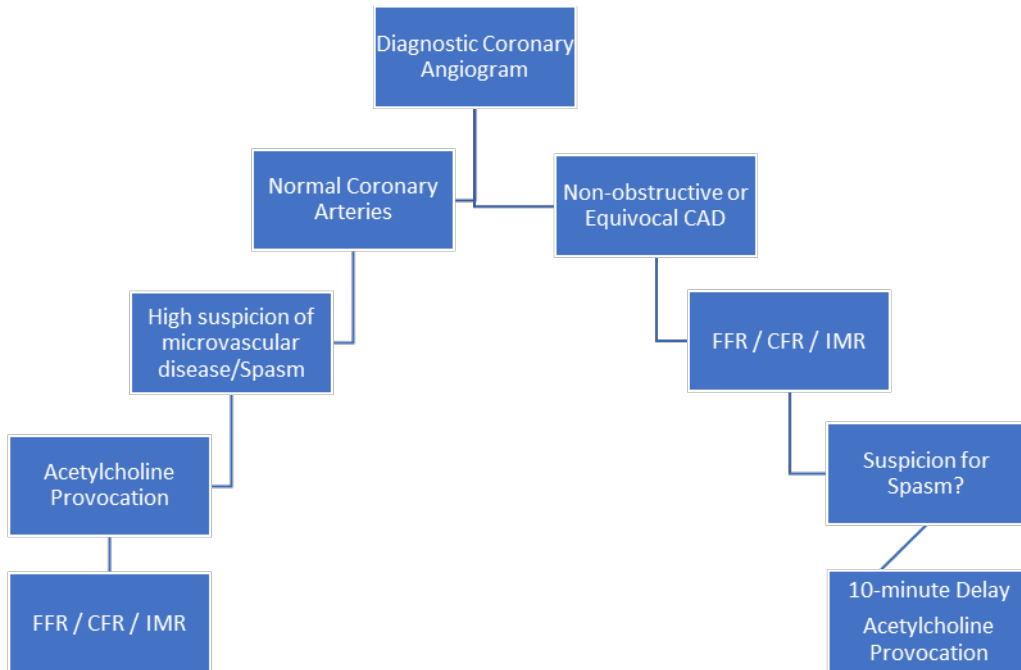 Diagnostic Coronary
Angiogram
Normal Coronary
Arteries
Non-obstructive or
Equivocal CAD
High suspicion of
microvascular
disease/Spasm
FFR / CFR / IMR
Acetylcholine
Provocation
Suspicion for
Spasm?
FFR / CFR / IMR
10-minute Delay
Acetylcholine
Provocation